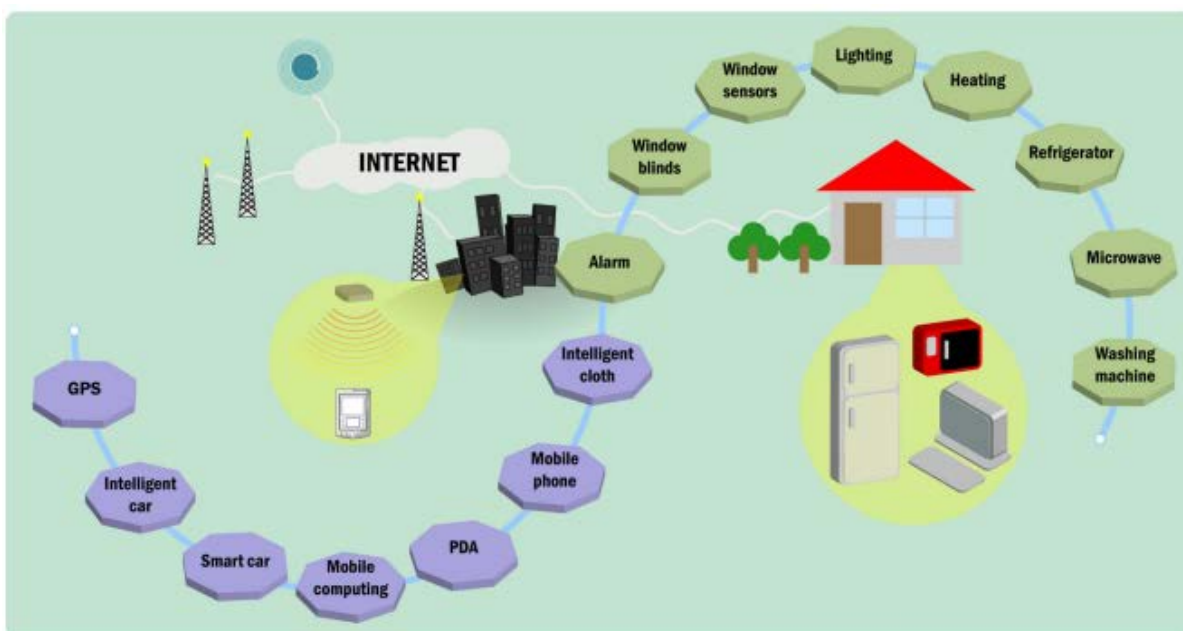 Lighting
Window
sensors
Heating
Window
blinds
Refrigerator
INTERNET
Alarm
Microwave
Intelligent
cloth
Washing
machine
GPS
Mobile
phone
Intelligent
car
PDA
Smart car
Mobile
computing